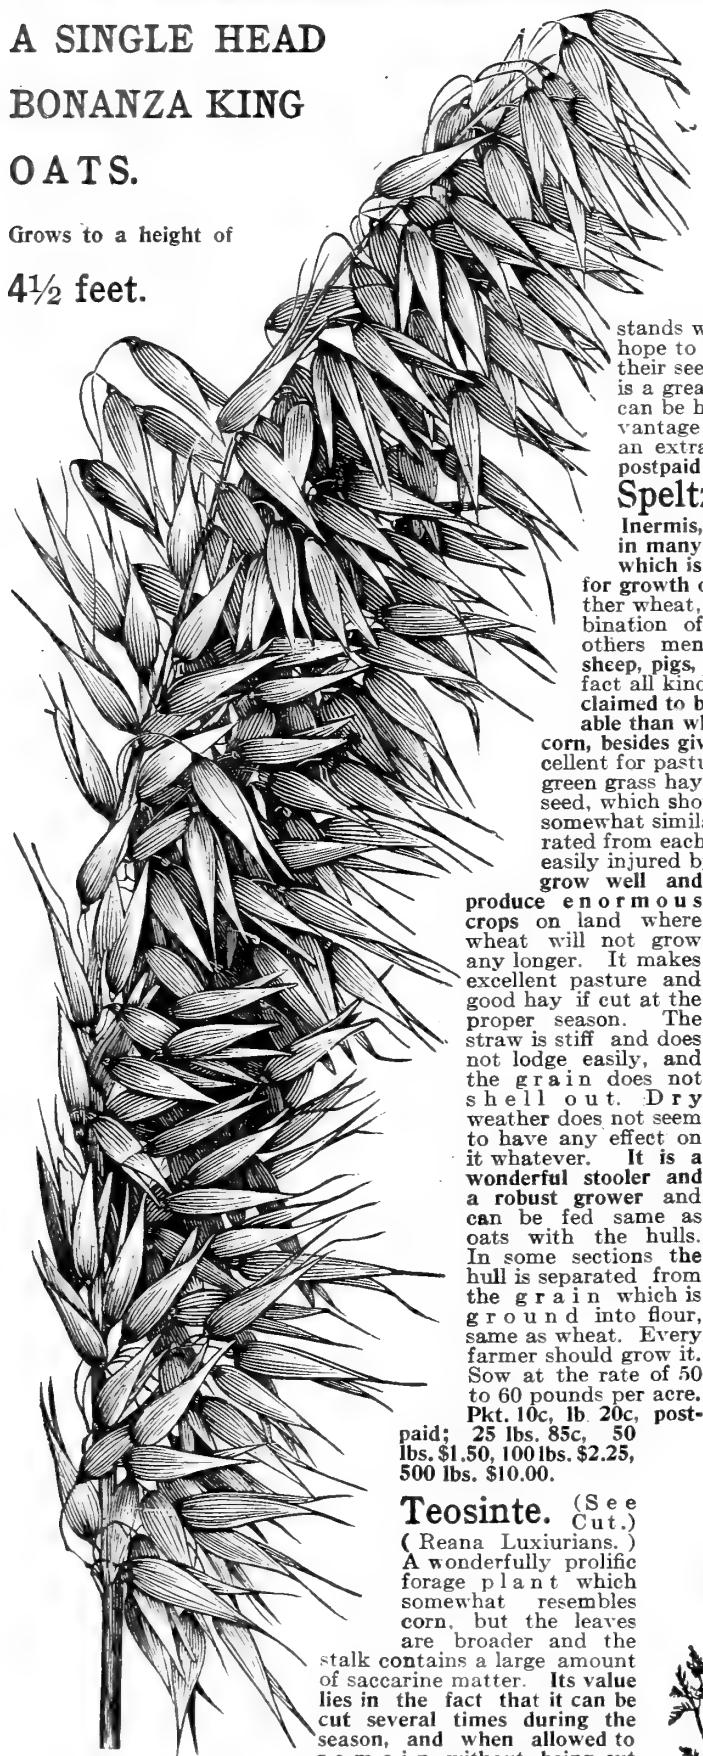 A SINGLE HEAD
BONANZA KING
OATS.
Grows to a height of
4½ feet.
stands
hope to
their
is a
can be
vantage
an
postpaid
Inermis,
in many
which is
for growth
ther wheat,
bination of
others
sheep, pigs,
fact all
claimed to
able than
corn, besides
cellent for
green grass hay
seed, which
somewhat
rated from each
easily injured
grow well and
produce enormous
crops on land where
wheat will not grow
any longer. It makes
excellent pasture and
good hay if cut at the
proper season. The
straw is stiff and does
not lodge easily, and
the grain does not
shell out. Dry
weather does not seem
to have any effect on
it whatever. It is a
wonderful stooler and
a robust grower and
can be fed same as
oats with the hulls.
In some sections the
hull is separated from
the grain which is
ground into flour,
same as wheat. Every
farmer should grow it.
Sow at the rate of 50
to 60 pounds per acre.
Pkt. 10c, lb. 20c, post-
paid; 25 lbs. 85c, 50
lbs. $1.50, 100 lbs. $2.25,
500 lbs. $10.00.
Teosinte. (See
Cut.)
(Reana Luxiurians.)
A wonderfully prolific
forage plant which
somewhat resembles
corn, but the leaves
are broader and the
stalk contains a large amount
of saccarine matter. Its value
lies in the fact that it can be
cut several times during the
season, and when allowed to